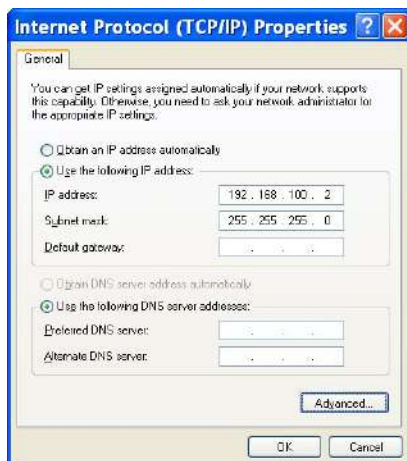 Internet Protocol (TCP/IP) Properties
General
You can get IP settings assigned automatically if your network supports
this capability. Otherwise, you need to ask your network administrator for
the appropriate IP settings.
Obtain an IP address automatically
Use the following IP address:
IP address: 192 . 168 . 100 . 2
Subnet mask: 255 . 255 . 255 . 0
Default gateway: . . .
Obtain DNS server address automatically
Use the following DNS server addresses:
Preferred DNS server: . . .
Alternate DNS server: . . .
Advanced...
OK Cancel